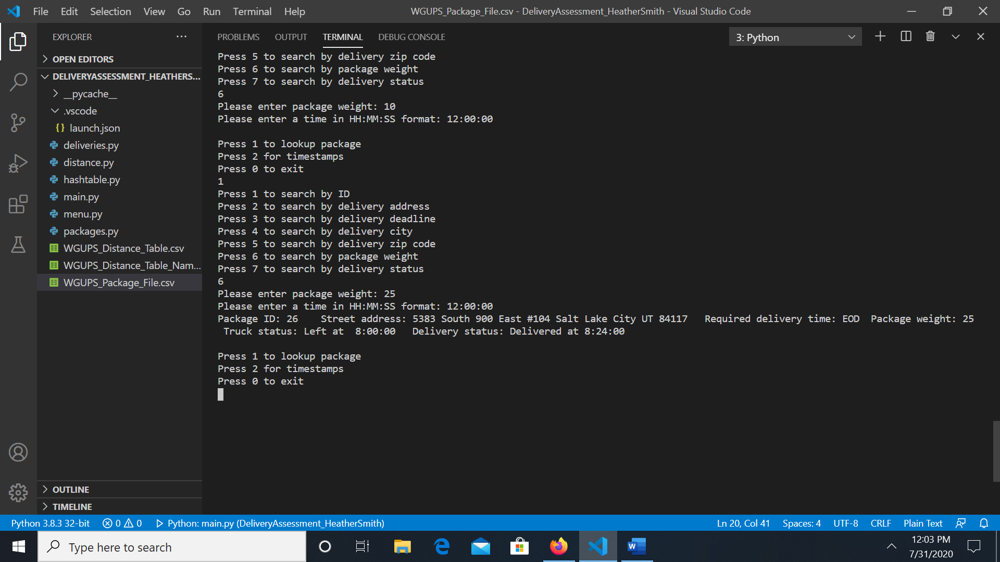 File Edit Selection View Go Run Terminal Help
WGUPS_Package_File.csv - DeliveryAssessment_HeatherSmith - Visual Studio Code
EXPLORER
OPEN EDITORS
DELIVERYASSESSMENT_HEATHERS...
__pycache__
.vscode
{} launch.json
deliveries.py
distance.py
hashtable.py
main.py
menu.py
packages.py
WGUPS_Distance_Table.csv
WGUPS_Distance_Table_Nam...
WGUPS_Package_File.csv
OUTLINE
TIMELINE
PROBLEMS OUTPUT TERMINAL DEBUG CONSOLE
3: Python
Press 5 to search by delivery zip code
Press 6 to search by package weight
Press 7 to search by delivery status
6
Please enter package weight: 10
Please enter a time in HH:MM:SS format: 12:00:00
Press 1 to lookup package
Press 2 for timestamps
Press 0 to exit
1
Press 1 to search by ID
Press 2 to search by delivery address
Press 3 to search by delivery deadline
Press 4 to search by delivery city
Press 5 to search by delivery zip code
Press 6 to search by package weight
Press 7 to search by delivery status
6
Please enter package weight: 25
Please enter a time in HH:MM:SS format: 12:00:00
Package ID: 26 Street address: 5383 South 900 East #104 Salt Lake City UT 84117 Required delivery time: EOD Package weight: 25
Truck status: Left at 8:00:00 Delivery status: Delivered at 8:24:00
Press 1 to lookup package
Press 2 for timestamps
Press 0 to exit
Python 3.8.3 32-bit 0 0 Python: main.py (DeliveryAssessment_HeatherSmith)
Ln 20, Col 41 Spaces: 4 UTF-8 CRLF Plain Text
Type here to search
W
12:03 PM
7/31/2020